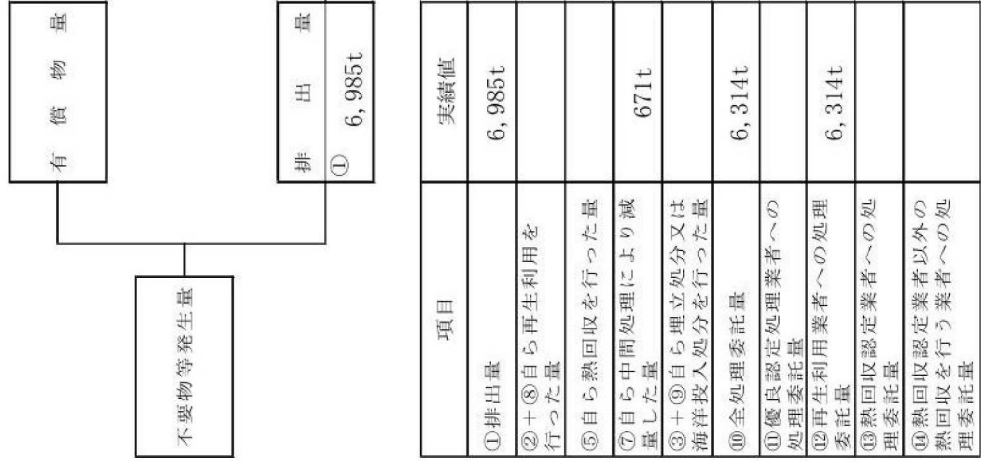 有償物量
不要物等発生量
排出量
① 6,985t
項目 実績値
①排出量 6,985t
②+⑧自ら再生利用を
行った量
⑤自ら熱回収を行った量
⑦自ら中間処理により減
量した量 671t
③+⑨自ら埋立処分又は
海洋投入処分を行った量
⑩全処理委託量 6,314t
⑪優良認定処理業者への
処理委託量
⑫再生利用業者への処理
委託量 6,314t
⑬熱回収認定業者への処
理委託量
⑭熱回収認定業者以外の
熱回収を行う業者への処
理委託量